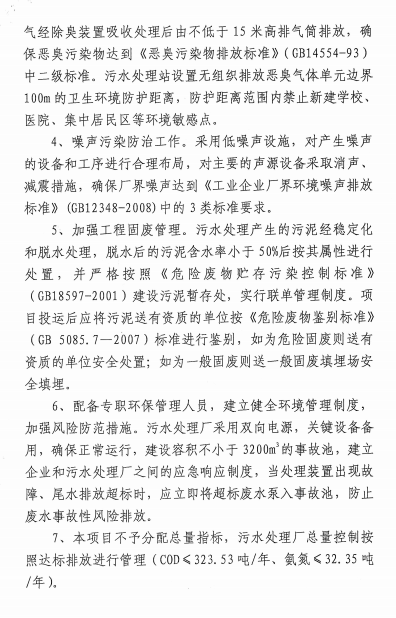 气经除臭装置吸收处理后由不低于 15 米高排气筒排放，确
保恶臭污染物达到《恶臭污染物排放标准》(GB14554-93)
中二级标准。污水处理站设置无组织排放恶臭气体单元边界
100m 的卫生环境防护距离，防护距离范围内禁止新建学校、
医院、集中居民区等环境敏感点。
4、噪声污染防治工作。采用低噪声设施，对产生噪声
的设备和工序进行合理布局，对主要的声源设备采取消声、
减震措施，确保厂界噪声达到《工业企业厂界环境噪声排放
标准》(GB12348-2008)中的 3 类标准要求。
5、加强工程固废管理。污水处理产生的污泥经稳定化
和脱水处理，脱水后的污泥含水率小于 50%后按其属性进行
处置，并严格按照《危险废物贮存污染控制标准》
（GB18597-2001）建设污泥暂存处，实行联单管理制度。项
目投运后应将污泥送有资质的单位按《危险废物鉴别标准》
（GB 5085.7—2007）标准进行鉴别，如为危险固废则送有
资质的单位安全处置；如为一般固废则送一般固废填埋场安
全填埋。
6、配备专职环保管理人员，建立健全环境管理制度，
加强风险防范措施。污水处理厂采用双向电源，关键设备备
用，确保正常运行，建设容积不小于 3200m³的事故池，建立
企业和污水处理厂之间的应急响应制度，当处理装置出现故
障、尾水排放超标时，应立即将超标废水泵入事故池，防止
废水事故性风险排放。
7、本项目不予分配总量指标，污水处理厂总量控制按
照达标排放进行管理（COD≤323.53 吨/年、氨氮≤32.35 吨
/年）。